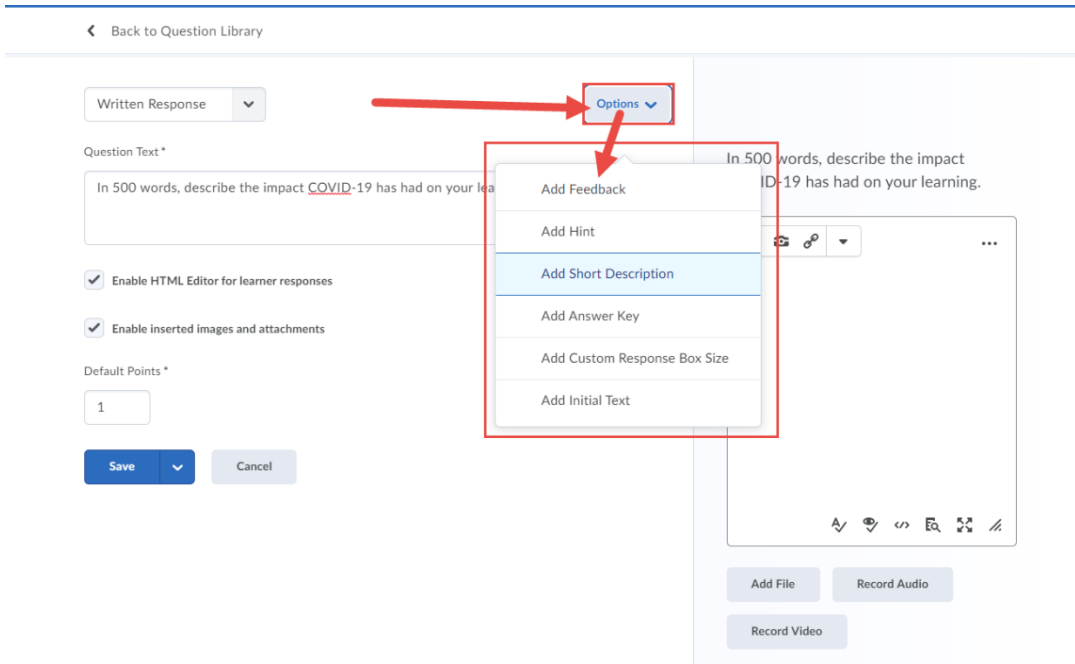 Back to Question Library
Written Response
Options
Question Text *
In 500 words, describe the impact COVID-19 has had on your lea
Add Feedback
Add Hint
Add Short Description
Add Answer Key
Add Custom Response Box Size
Add Initial Text
Enable HTML Editor for learner responses
Enable inserted images and attachments
Default Points *
1
Save
Cancel
In 500 words, describe the impact
ID-19 has had on your learning.
Add File
Record Audio
Record Video